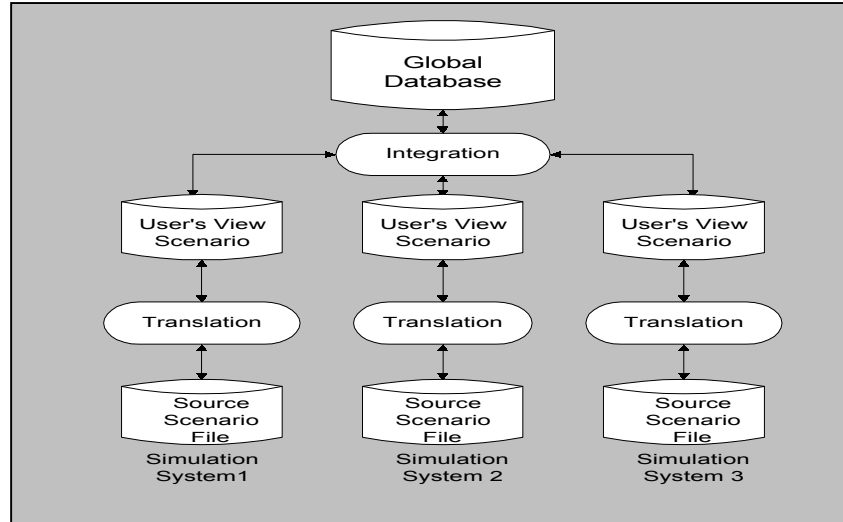 Global
Database
Integration
User's View
Scenario
User's View
Scenario
User's View
Scenario
Translation
Translation
Translation
Source
Scenario
File
Source
Scenario
File
Source
Scenario
File
Simulation
System1
Simulation
System 2
Simulation
System 3